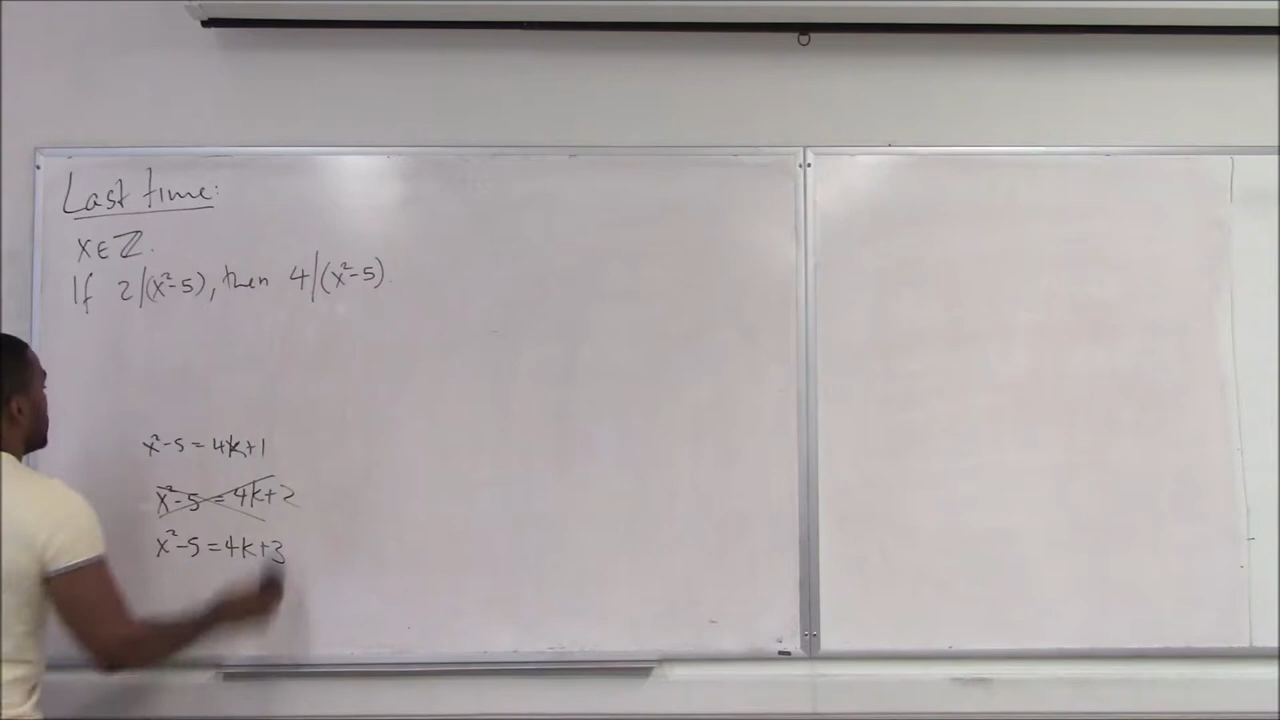 Last time:
x∈ℤ.
If 2|(x²-5), then 4|(x²-5).
x²-5=4k+1
x²-5=4k+2
x²-5=4k+3